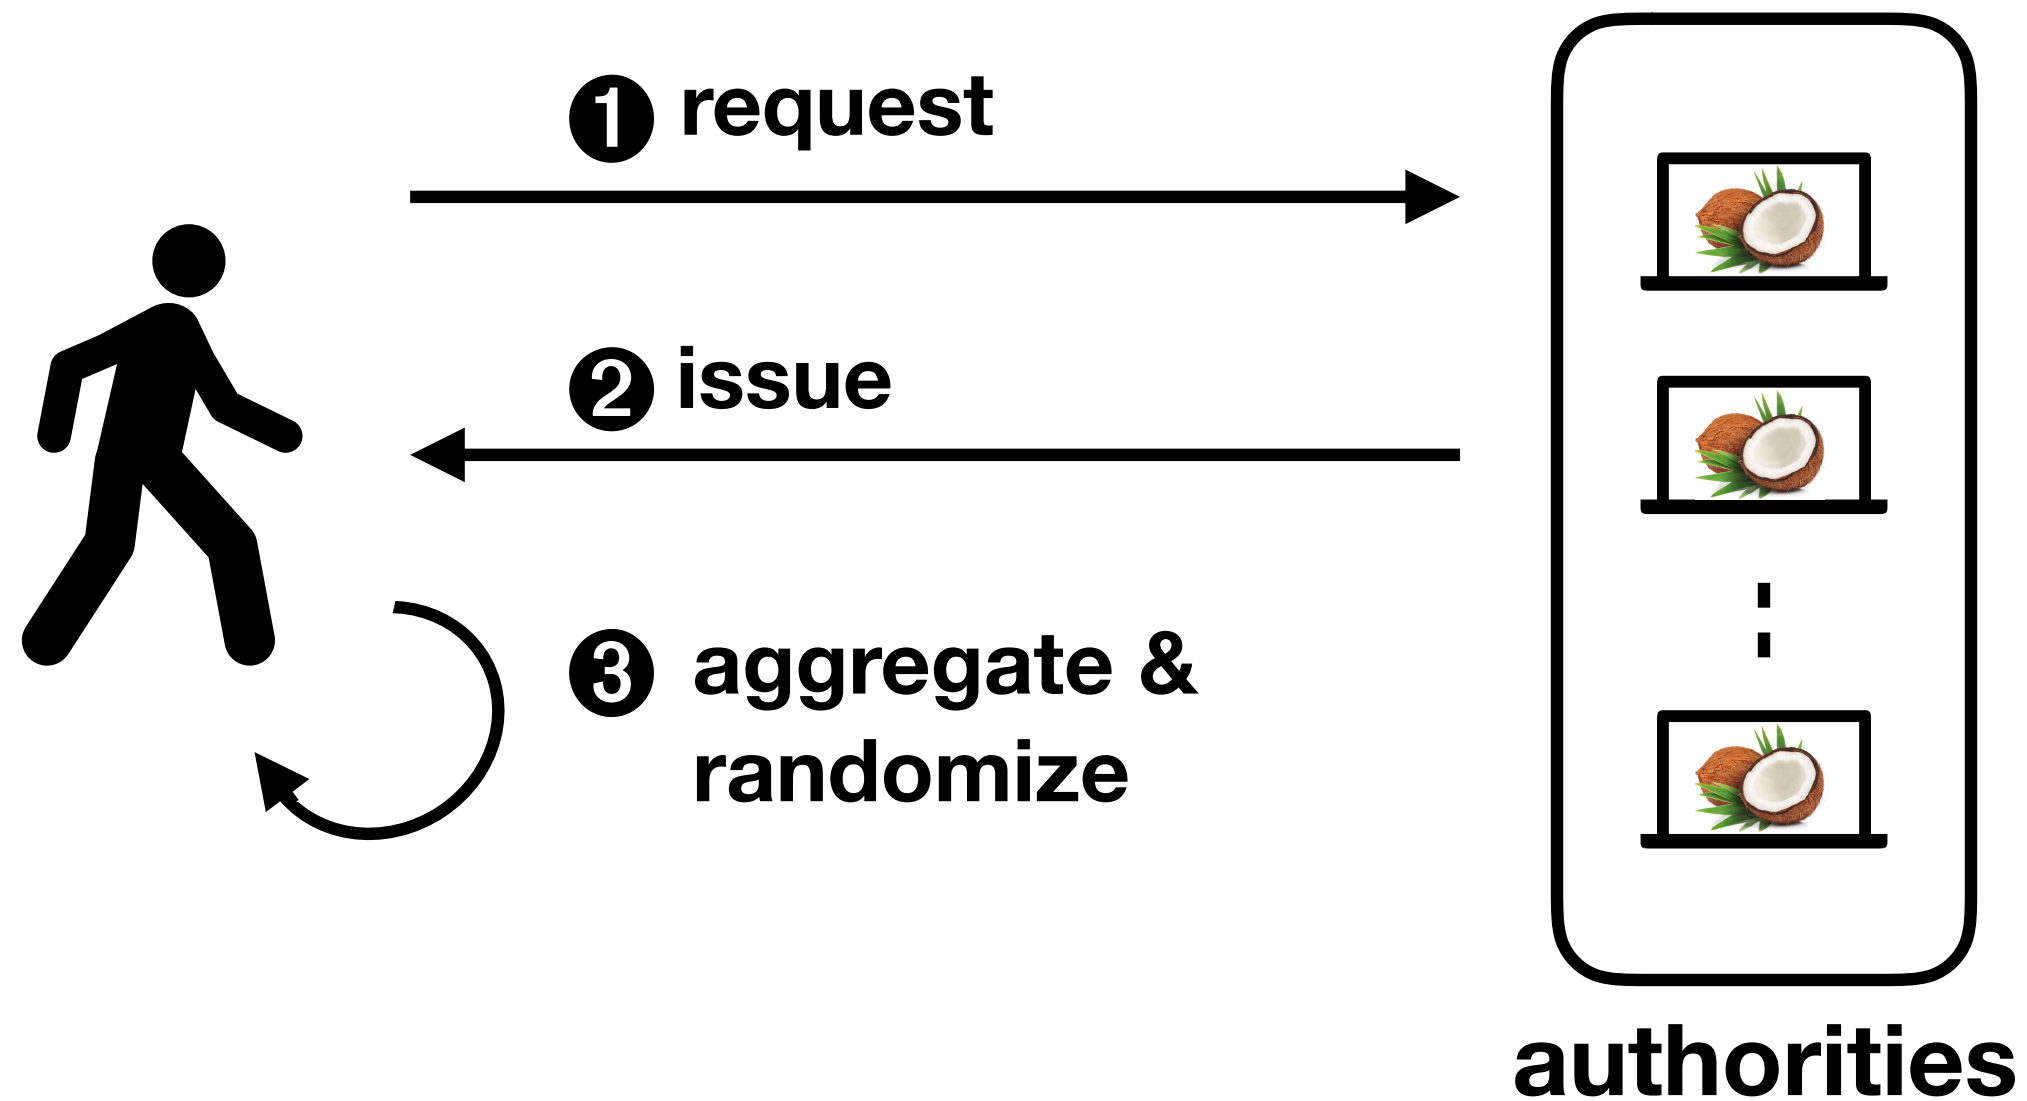 ❶ request
❷ issue
❸ aggregate &
randomize
authorities